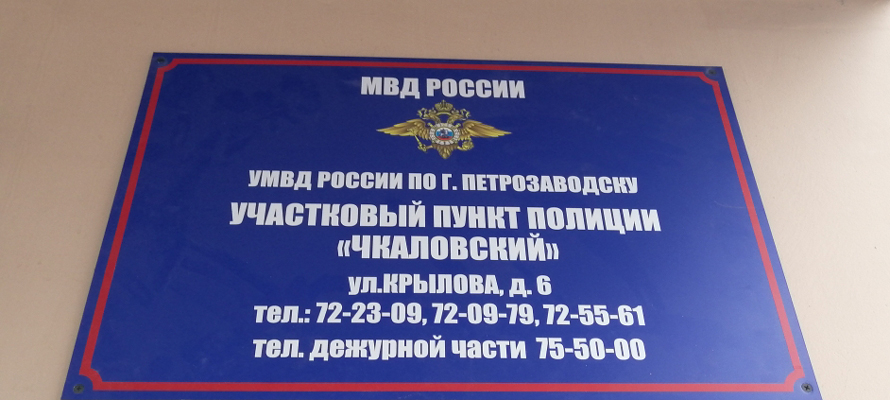 МВД РОССИИ
УМВД РОССИИ ПО Г. ПЕТРОЗАВОДСКУ
УЧАСТКОВЫЙ ПУНКТ ПОЛИЦИИ
«ЧКАЛОВСКИЙ»
ул.КРЫЛОВА, д. 6
тел.: 72-23-09, 72-09-79, 72-55-61
тел. дежурной части 75-50-00